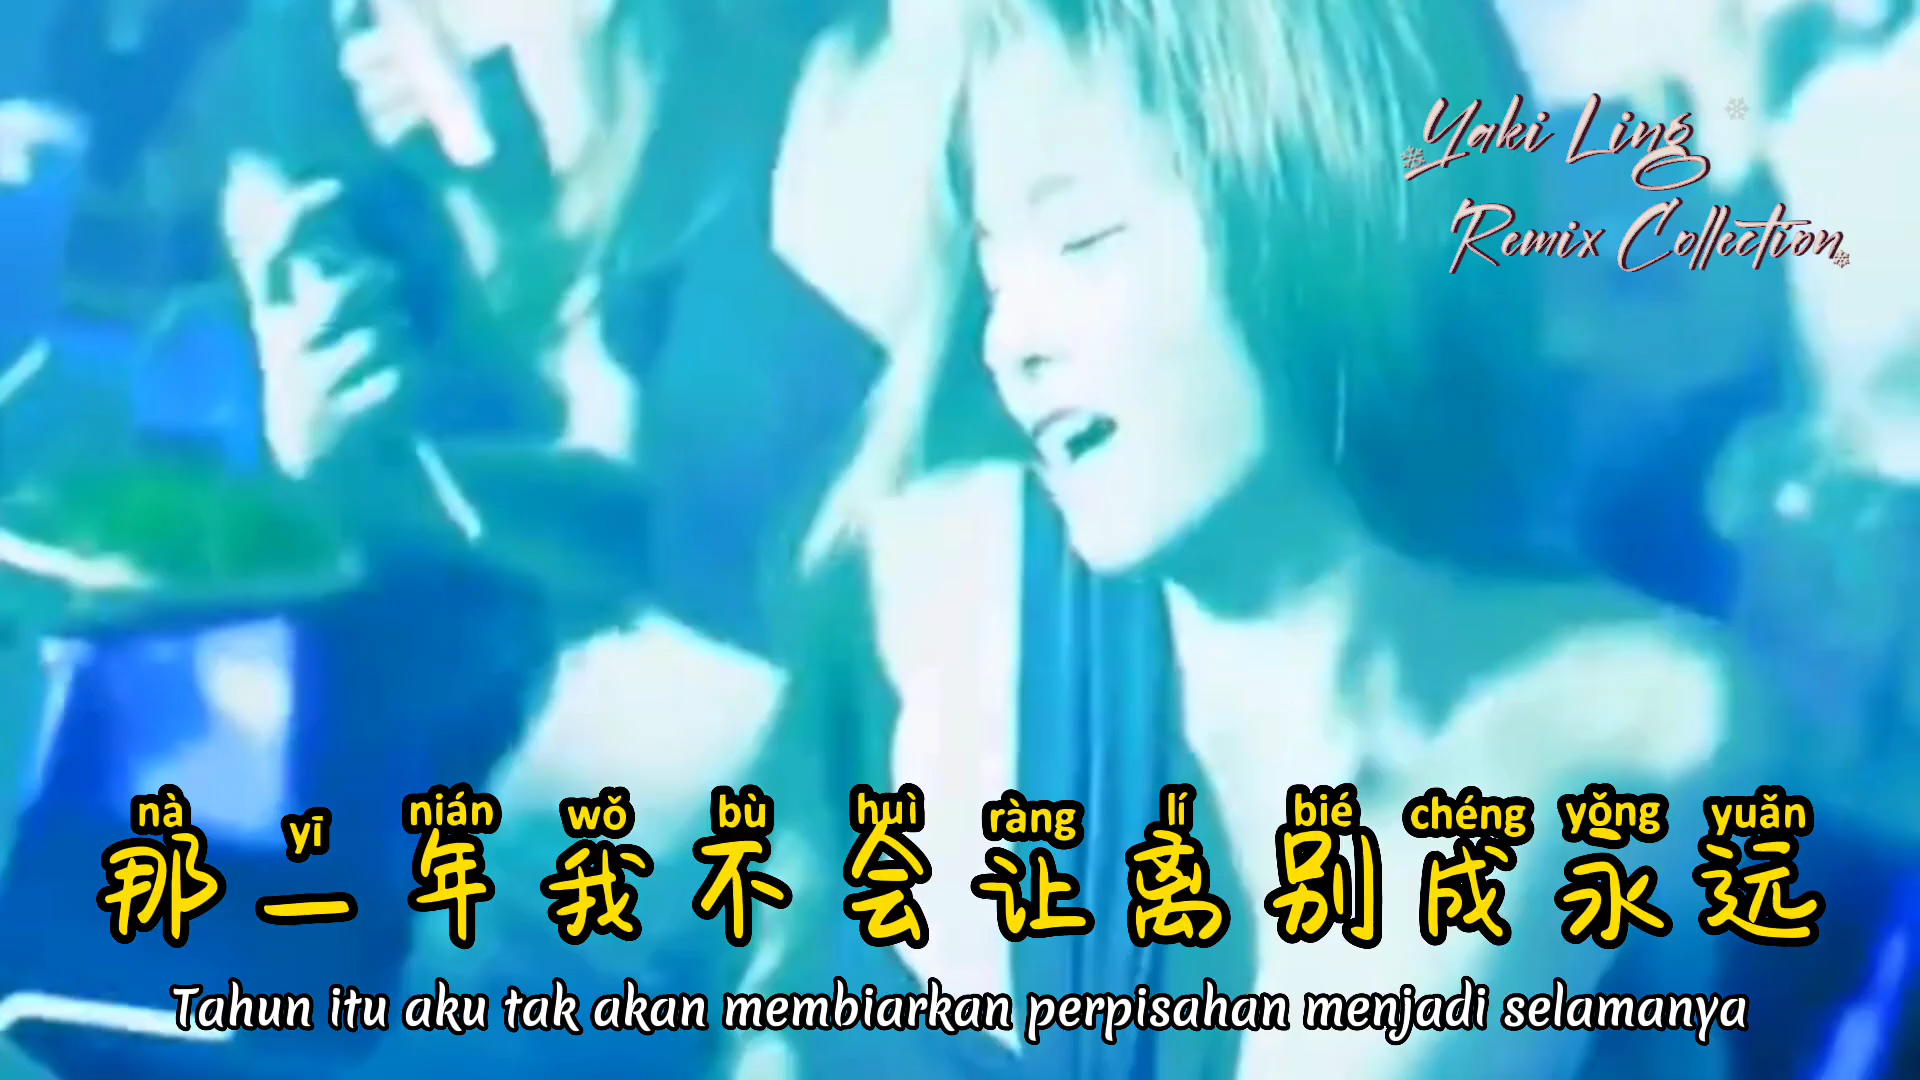 Yaki Ling
Remix Collection
nà yī nián wǒ bù huì ràng lí bié chéng yǒng yuǎn
那一年我不会让离别成永远
Tahun itu aku tak akan membiarkan perpisahan menjadi selamanya